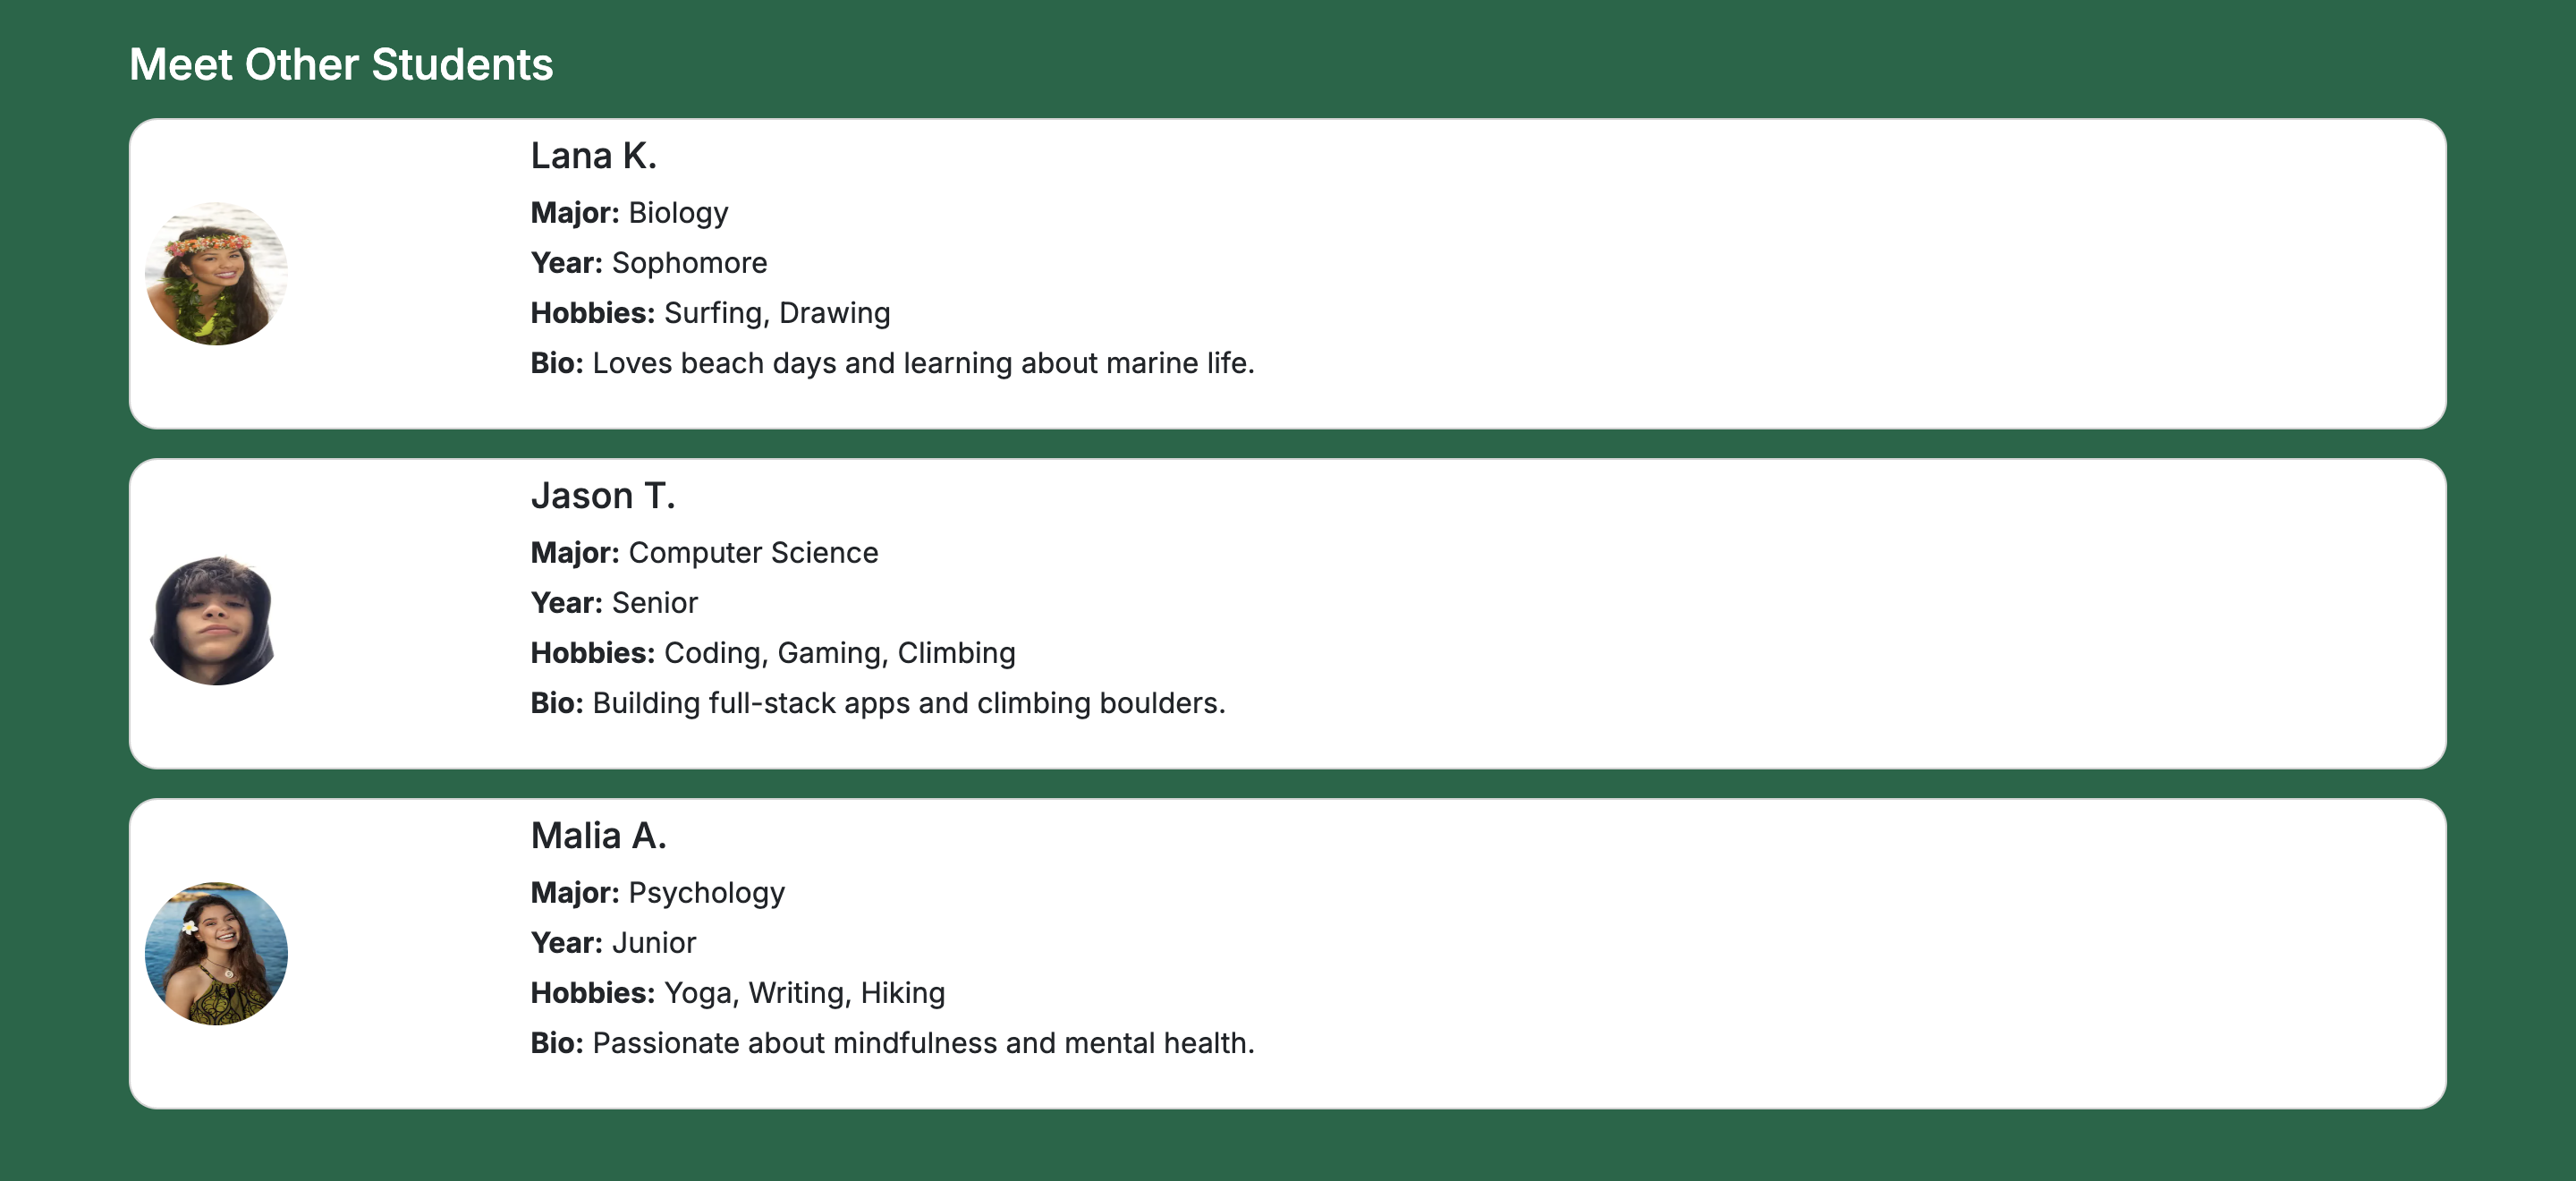 Meet Other Students
Lana K.
Major: Biology
Year: Sophomore
Hobbies: Surfing, Drawing
Bio: Loves beach days and learning about marine life.
Jason T.
Major: Computer Science
Year: Senior
Hobbies: Coding, Gaming, Climbing
Bio: Building full-stack apps and climbing boulders.
Malia A.
Major: Psychology
Year: Junior
Hobbies: Yoga, Writing, Hiking
Bio: Passionate about mindfulness and mental health.